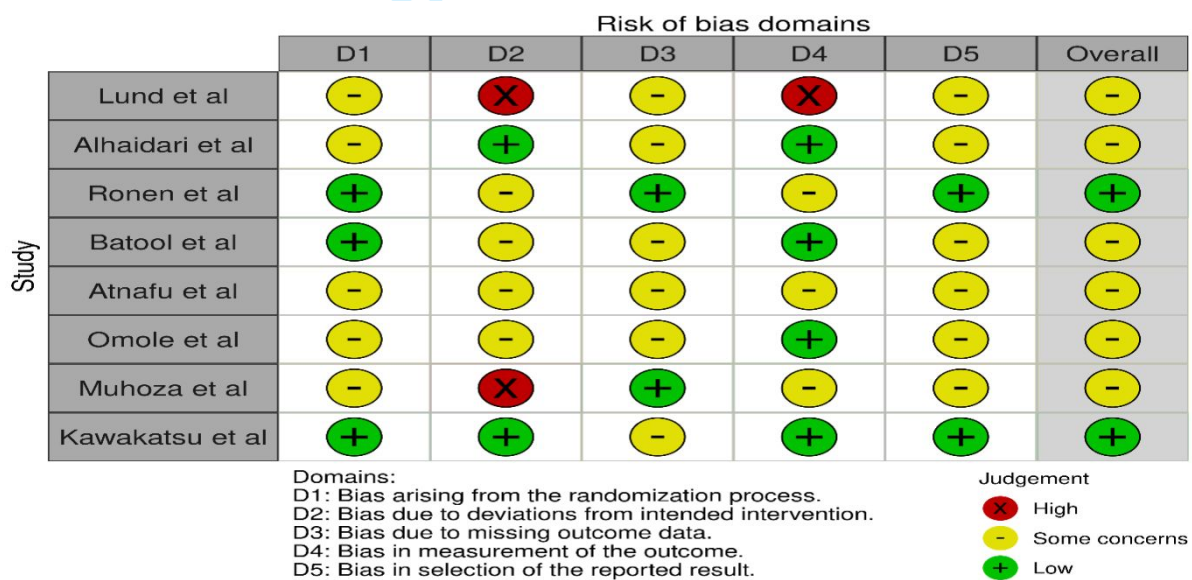 Risk of bias domains
D1 D2 D3 D4 D5 Overall
Study
Lund et al - X - X - -
Alhaidari et al - + - + - -
Ronen et al + - + - + +
Batool et al + - - + - -
Atnafu et al - - - - - -
Omole et al - - - + - -
Muhoza et al - X + - - -
Kawakatsu et al + + - + + +
Domains:
D1: Bias arising from the randomization process.
D2: Bias due to deviations from intended intervention.
D3: Bias due to missing outcome data.
D4: Bias in measurement of the outcome.
D5: Bias in selection of the reported result.
Judgement
X High
- Some concerns
+ Low